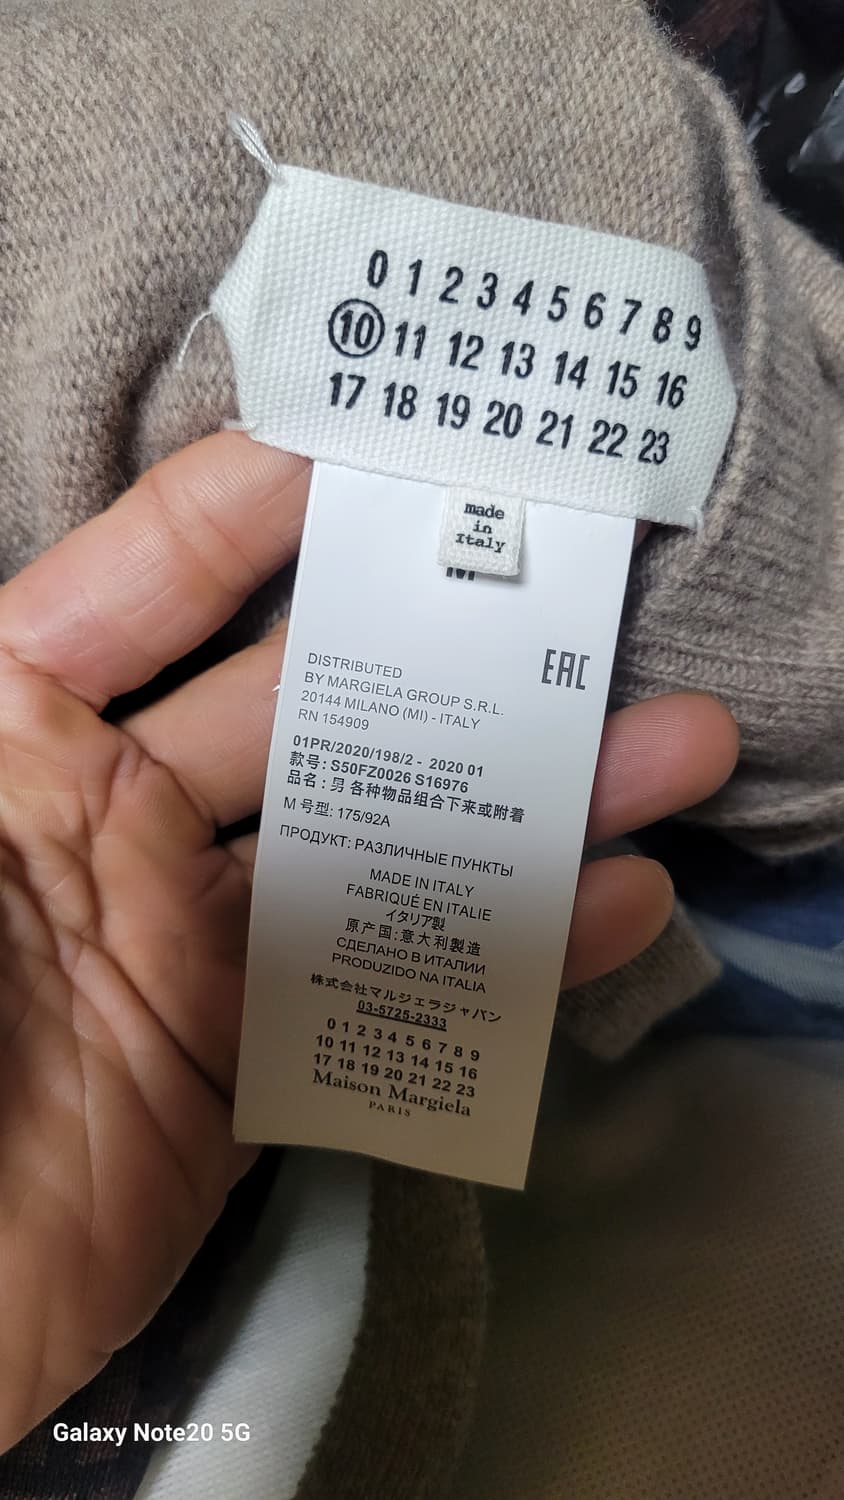 0 1 2 3 4 5 6 7 8 9
10 11 12 13 14 15 16
17 18 19 20 21 22 23
made
in
Italy
M
EAC
DISTRIBUTED
BY MARGIELA GROUP S.R.L.
20144 MILANO (MI) - ITALY
RN 154909
01PR/2020/198/2 - 2020 01
款号: S50FZ0026 S16976
品名: 男 各种物品组合下来或附着
M 号型: 175/92A
ПРОДУКТ: РАЗЛИЧНЫЕ ПУНКТЫ
MADE IN ITALY
FABRIQUÉ EN ITALIE
イタリア製
原产国:意大利製造
СДЕЛАНО В ИТАЛИИ
PRODUZIDO NA ITALIA
株式会社マルジェラジャパン
03-5725-2333
0 1 2 3 4 5 6 7 8 9
10 11 12 13 14 15 16
17 18 19 20 21 22 23
Maison Margiela
PARIS
Galaxy Note20 5G